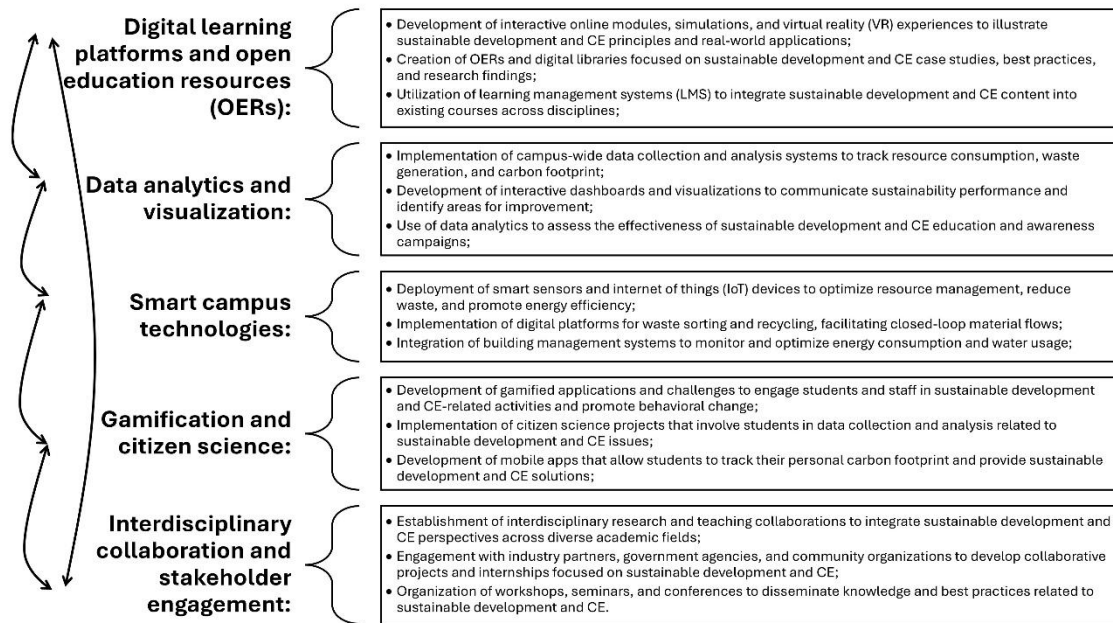 Digital learning
platforms and open
education resources
(OERs):
• Development of interactive online modules, simulations, and virtual reality (VR) experiences to illustrate
sustainable development and CE principles and real-world applications;
• Creation of OERs and digital libraries focused on sustainable development and CE case studies, best practices,
and research findings;
• Utilization of learning management systems (LMS) to integrate sustainable development and CE content into
existing courses across disciplines;
Data analytics and
visualization:
• Implementation of campus-wide data collection and analysis systems to track resource consumption, waste
generation, and carbon footprint;
• Development of interactive dashboards and visualizations to communicate sustainability performance and
identify areas for improvement;
• Use of data analytics to assess the effectiveness of sustainable development and CE education and awareness
campaigns;
Smart campus
technologies:
• Deployment of smart sensors and internet of things (IoT) devices to optimize resource management, reduce
waste, and promote energy efficiency;
• Implementation of digital platforms for waste sorting and recycling, facilitating closed-loop material flows;
• Integration of building management systems to monitor and optimize energy consumption and water usage;
Gamification and
citizen science:
• Development of gamified applications and challenges to engage students and staff in sustainable development
and CE-related activities and promote behavioral change;
• Implementation of citizen science projects that involve students in data collection and analysis related to
sustainable development and CE issues;
• Development of mobile apps that allow students to track their personal carbon footprint and provide sustainable
development and CE solutions;
Interdisciplinary
collaboration and
stakeholder
engagement:
• Establishment of interdisciplinary research and teaching collaborations to integrate sustainable development and
CE perspectives across diverse academic fields;
• Engagement with industry partners, government agencies, and community organizations to develop collaborative
projects and internships focused on sustainable development and CE;
• Organization of workshops, seminars, and conferences to disseminate knowledge and best practices related to
sustainable development and CE.